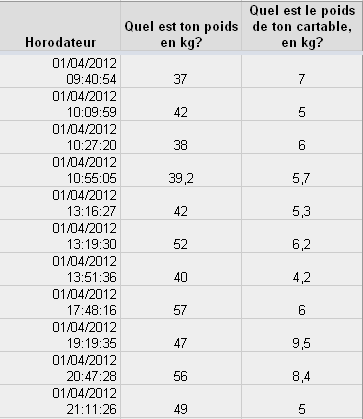 Horodateur Quel est ton poids en kg? Quel est le poids de ton cartable, en kg?
01/04/2012
09:40:54 37 7
01/04/2012
10:09:59 42 5
01/04/2012
10:27:20 38 6
01/04/2012
10:55:05 39,2 5,7
01/04/2012
13:16:27 42 5,3
01/04/2012
13:19:30 52 6,2
01/04/2012
13:51:36 40 4,2
01/04/2012
17:48:16 57 6
01/04/2012
19:19:35 47 9,5
01/04/2012
20:47:28 56 8,4
01/04/2012
21:11:26 49 5